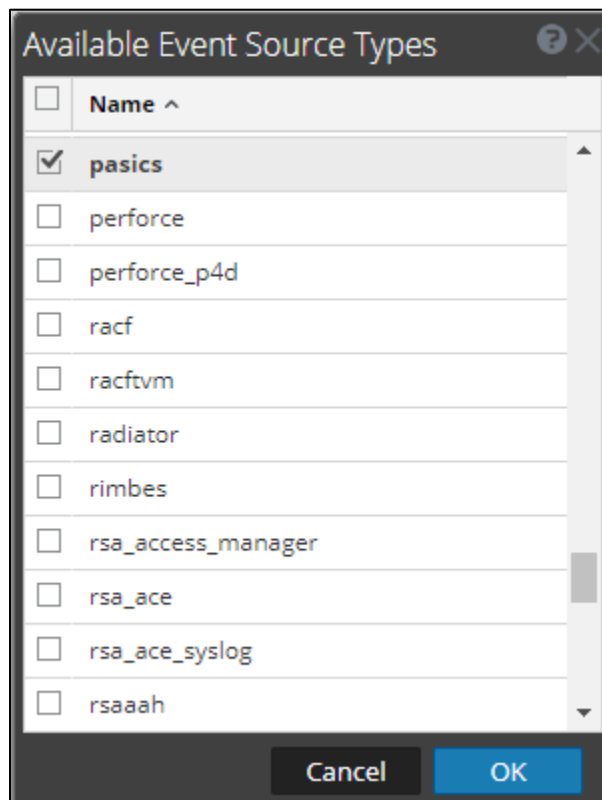 Available Event Source Types
Name
pasics
perforce
perforce_p4d
racf
racftvm
radiator
rimbes
rsa_access_manager
rsa_ace
rsa_ace_syslog
rsaaah
Cancel OK